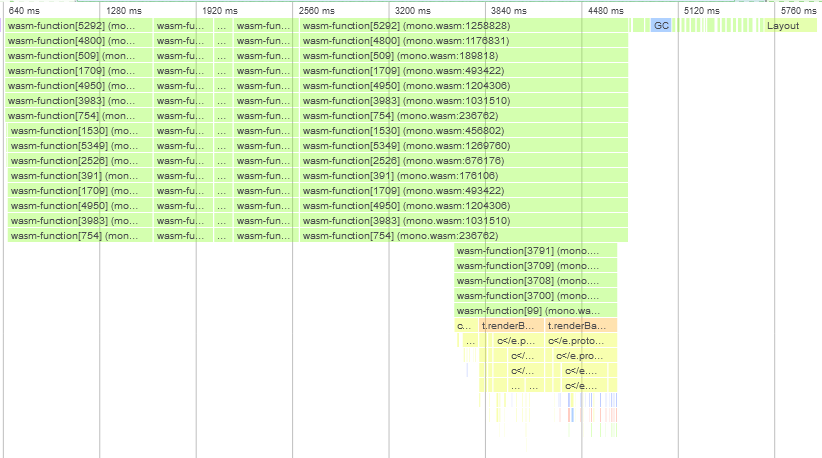 640 ms 1280 ms 1920 ms 2560 ms 3200 ms 3840 ms 4480 ms 5120 ms 5760 ms
wasm-function[5292] (mo... wasm-fu... ... wasm-fun... wasm-function[5292] (mono.wasm:1258828) GC Layout
wasm-function[4800] (mo... wasm-fu... ... wasm-fun... wasm-function[4800] (mono.wasm:1176831)
wasm-function[509] (mon... wasm-fu... ... wasm-fun... wasm-function[509] (mono.wasm:189818)
wasm-function[1709] (mo... wasm-fu... ... wasm-fun... wasm-function[1709] (mono.wasm:493422)
wasm-function[4950] (mo... wasm-fu... ... wasm-fun... wasm-function[4950] (mono.wasm:1204306)
wasm-function[3983] (mo... wasm-fu... ... wasm-fun... wasm-function[3983] (mono.wasm:1031510)
wasm-function[754] (mon... wasm-fu... ... wasm-fun... wasm-function[754] (mono.wasm:236762)
wasm-function[1530] (mo... wasm-fu... ... wasm-fun... wasm-function[1530] (mono.wasm:456802)
wasm-function[5349] (mo... wasm-fu... ... wasm-fun... wasm-function[5349] (mono.wasm:1269760)
wasm-function[2526] (mo... wasm-fu... ... wasm-fun... wasm-function[2526] (mono.wasm:676176)
wasm-function[391] (mon... wasm-fu... ... wasm-fun... wasm-function[391] (mono.wasm:176106)
wasm-function[1709] (mo... wasm-fu... ... wasm-fun... wasm-function[1709] (mono.wasm:493422)
wasm-function[4950] (mo... wasm-fu... ... wasm-fun... wasm-function[4950] (mono.wasm:1204306)
wasm-function[3983] (mo... wasm-fu... ... wasm-fun... wasm-function[3983] (mono.wasm:1031510)
wasm-function[754] (mon... wasm-fu... ... wasm-fun... wasm-function[754] (mono.wasm:236762)
wasm-function[3791] (mono....
wasm-function[3709] (mono....
wasm-function[3708] (mono....
wasm-function[3700] (mono....
wasm-function[99] (mono.wa...
c... t.renderB... t.renderBa...
... c</e.p... c</e.proto...
c</... c</e.pro...
c</... c</e....
... ... c</e....